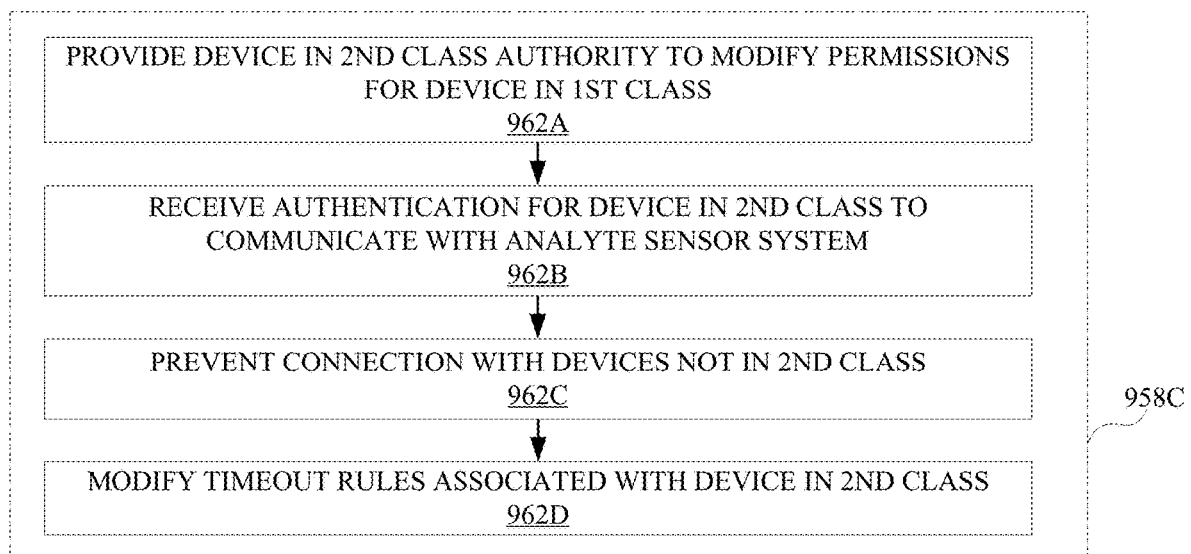 PROVIDE DEVICE IN 2ND CLASS AUTHORITY TO MODIFY PERMISSIONS
FOR DEVICE IN 1ST CLASS
962A
RECEIVE AUTHENTICATION FOR DEVICE IN 2ND CLASS TO
COMMUNICATE WITH ANALYTE SENSOR SYSTEM
962B
PREVENT CONNECTION WITH DEVICES NOT IN 2ND CLASS
962C
958C
MODIFY TIMEOUT RULES ASSOCIATED WITH DEVICE IN 2ND CLASS
962D